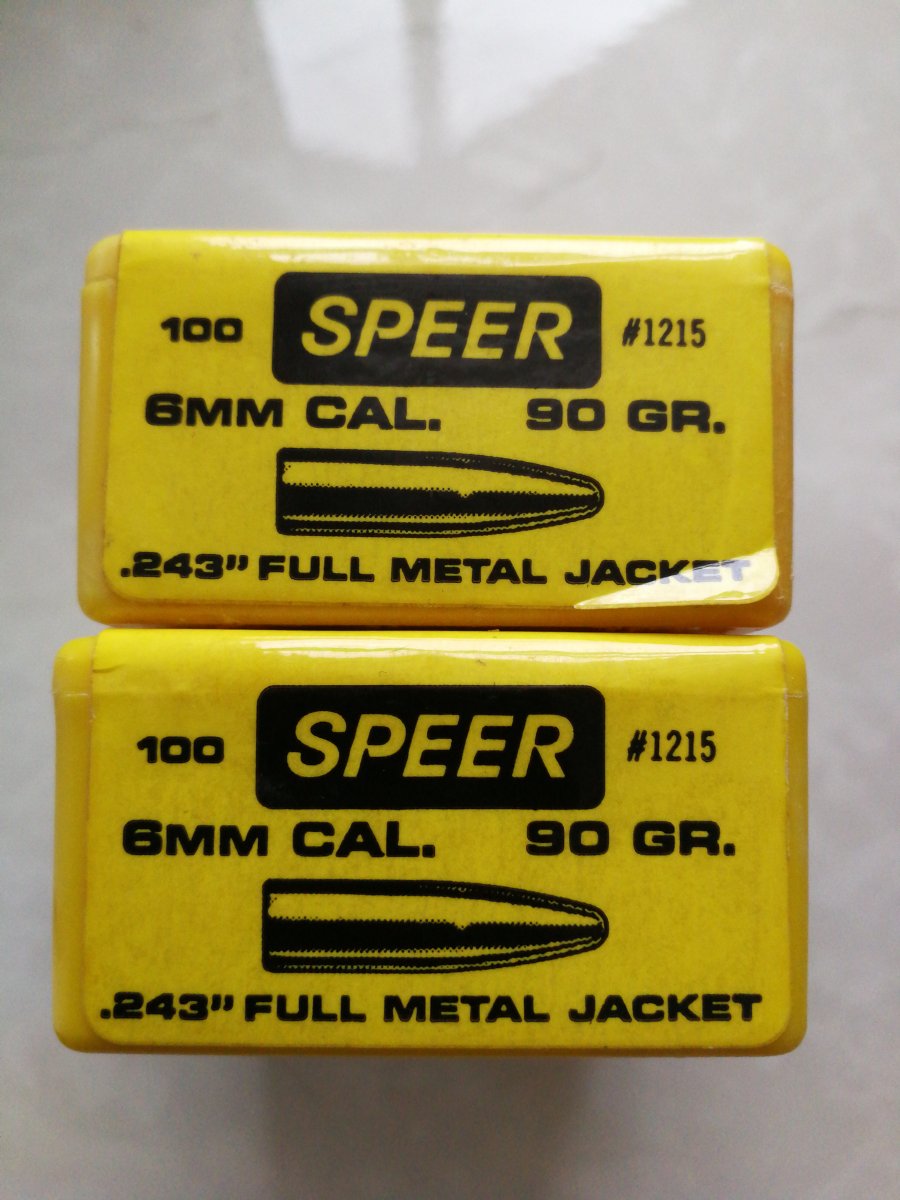 100 SPEER #1215
6MM CAL. 90 GR.
.243" FULL METAL JACKET
100 SPEER #1215
6MM CAL. 90 GR.
.243" FULL METAL JACKET